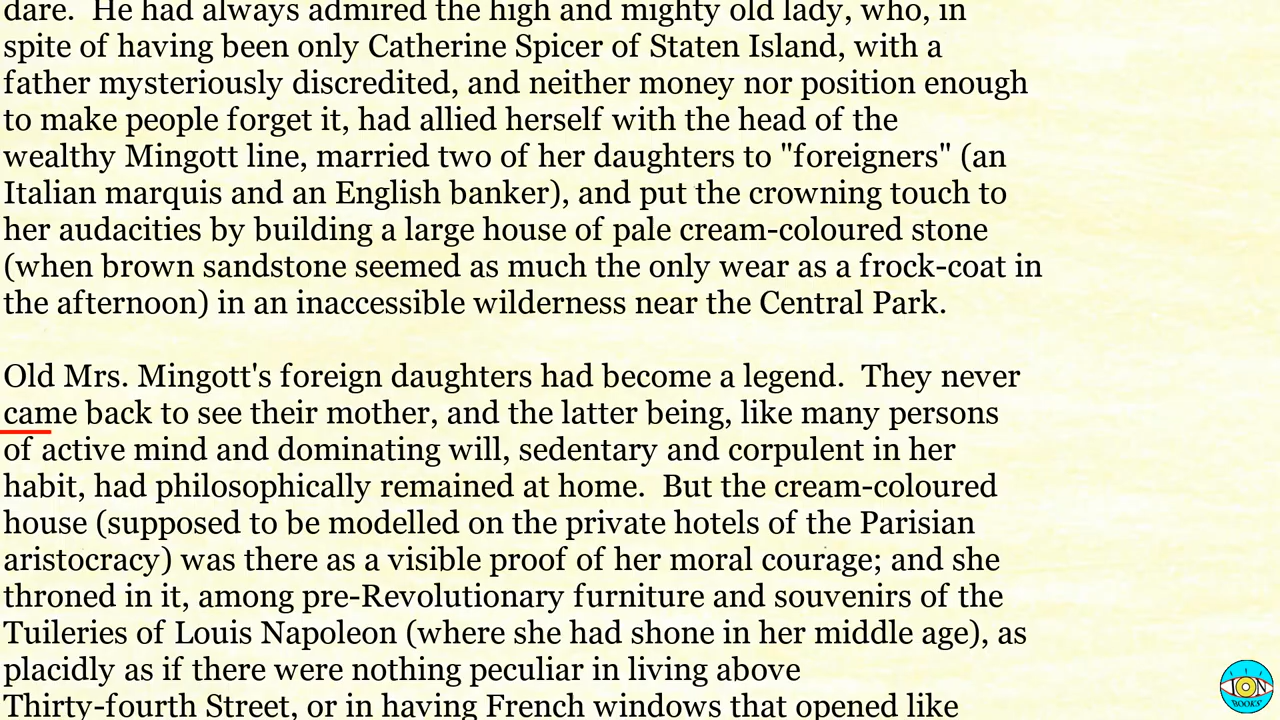 dare.  He had always admired the high and mighty old lady, who, in
spite of having been only Catherine Spicer of Staten Island, with a
father mysteriously discredited, and neither money nor position enough
to make people forget it, had allied herself with the head of the
wealthy Mingott line, married two of her daughters to "foreigners" (an
Italian marquis and an English banker), and put the crowning touch to
her audacities by building a large house of pale cream-coloured stone
(when brown sandstone seemed as much the only wear as a frock-coat in
the afternoon) in an inaccessible wilderness near the Central Park.
Old Mrs. Mingott's foreign daughters had become a legend.  They never
came back to see their mother, and the latter being, like many persons
of active mind and dominating will, sedentary and corpulent in her
habit, had philosophically remained at home.  But the cream-coloured
house (supposed to be modelled on the private hotels of the Parisian
aristocracy) was there as a visible proof of her moral courage; and she
throned in it, among pre-Revolutionary furniture and souvenirs of the
Tuileries of Louis Napoleon (where she had shone in her middle age), as
placidly as if there were nothing peculiar in living above
Thirty-fourth Street, or in having French windows that opened like
ION
BOOKS